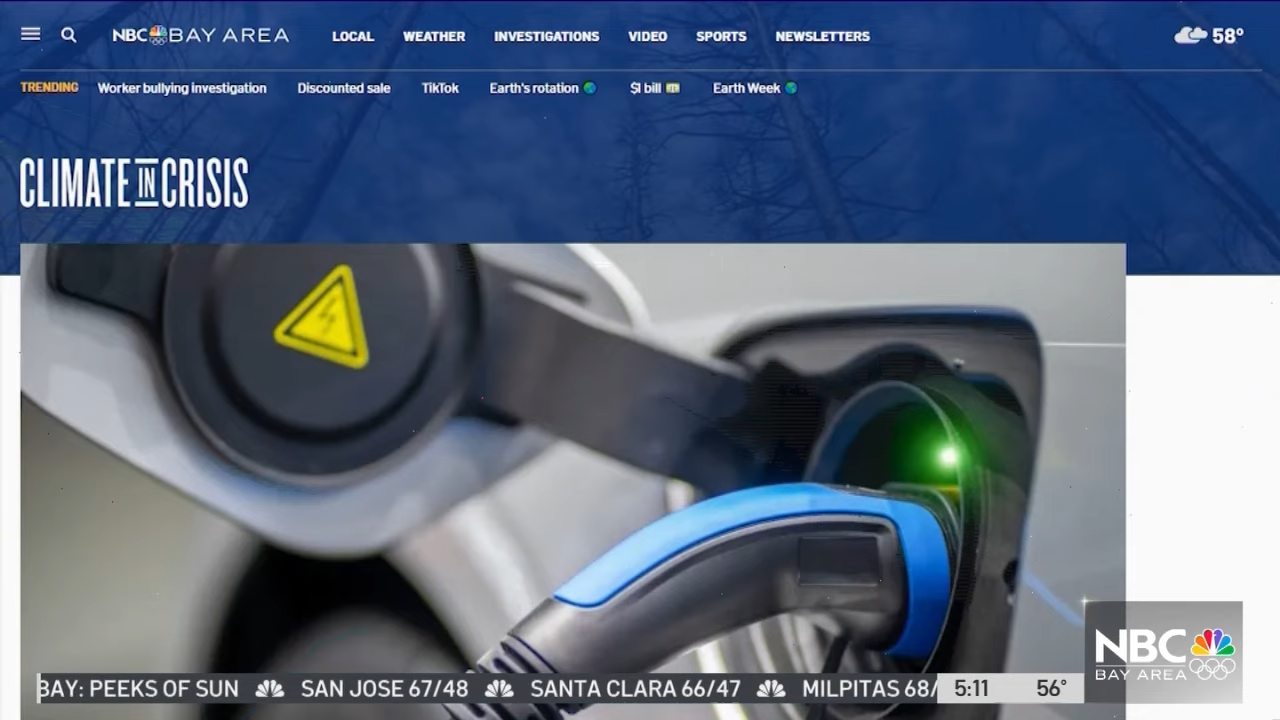 NBC BAY AREA LOCAL WEATHER INVESTIGATIONS VIDEO SPORTS NEWSLETTERS 58°
TRENDING Worker bullying investigation Discounted sale TikTok Earth's rotation $1 bill Earth Week
CLIMATE IN CRISIS
NBC
BAY AREA
BAY: PEEKS OF SUN SAN JOSE 67/48 SANTA CLARA 66/47 MILPITAS 68/ 5:11 56°